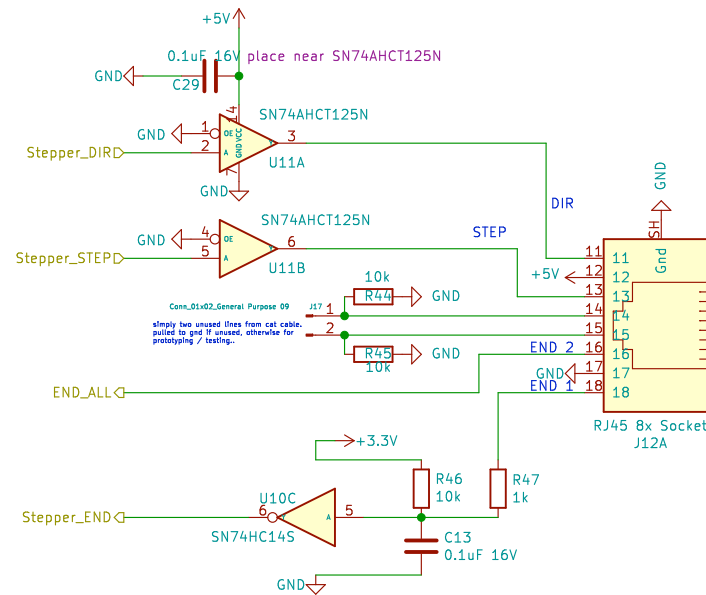 +5V
0.1uF 16V place near SN74AHCT125N
GND
C29
14
SN74AHCT125N
GND 1 OE VCC 3
Stepper_DIR 2 A GND
U11A
7
GND
GND
SN74AHCT125N
DIR
STEP
GND 4 OE 6
Stepper_STEP 5 A
U11B
SH
Gnd
11 11
+5V 12 12
10k
13 13
R44 GND
Conn_01x02_General Purpose 09 J17 1
14 14
simply two unused lines from cat cable.
pulled to gnd if unused, otherwise for
prototyping / testing..
2
15 15
R45 GND
10k
END 2 16 16
GND 17 17
END 1 18 18
END_ALL
RJ45 8x Socket
J12A
+3.3V
R46
10k
R47
1k
U10C
Stepper_END 6 A 5
SN74HC14S
C13
0.1uF 16V
GND